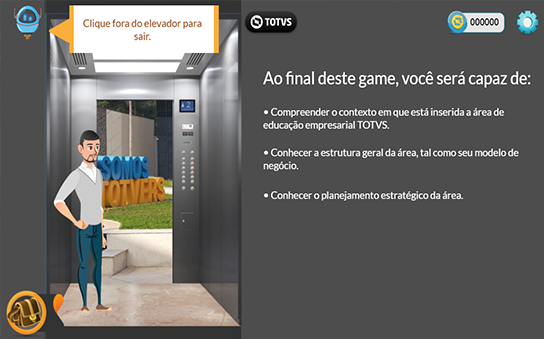 Clique fora do elevador para
sair.
TOTVS
000000
Ao final deste game, você será capaz de:
• Compreender o contexto em que está inserida a área de
educação empresarial TOTVS.
• Conhecer a estrutura geral da área, tal como seu modelo de
negócio.
• Conhecer o planejamento estratégico da área.
SOMOS
TOTVERS